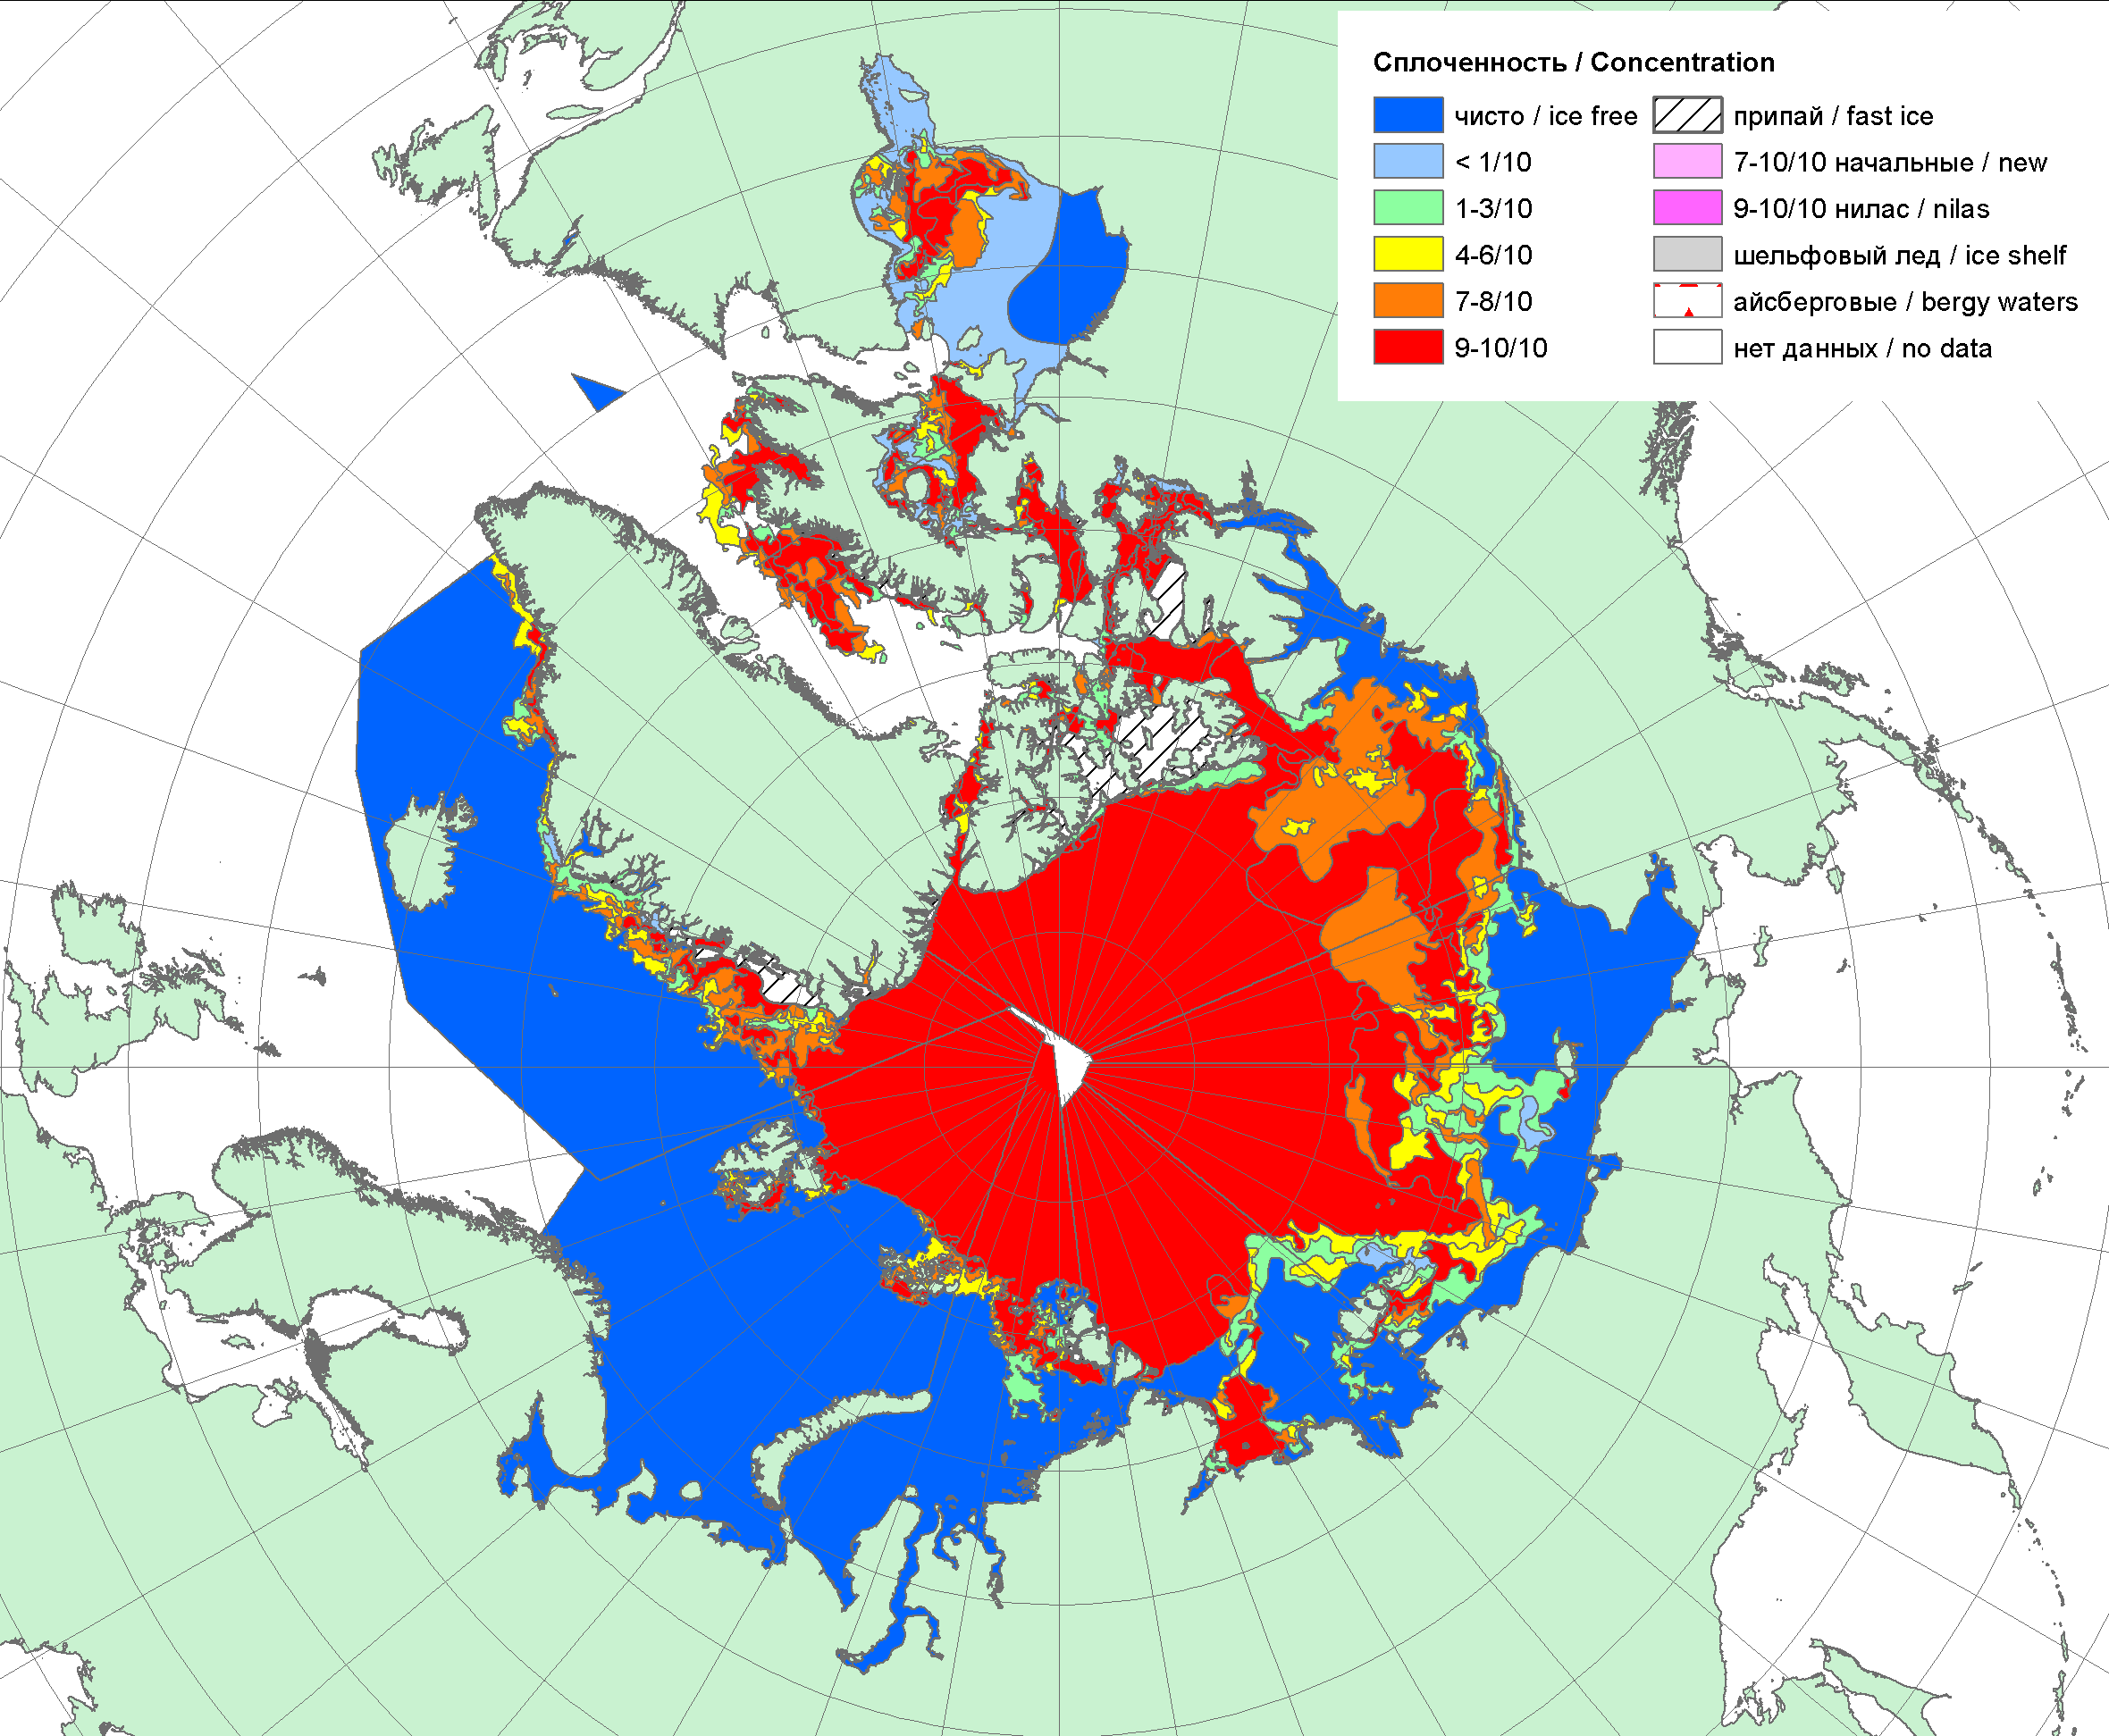 Сплоченность / Concentration
чисто / ice free
< 1/10
1-3/10
4-6/10
7-8/10
9-10/10
припай / fast ice
7-10/10 начальные / new
9-10/10 нилас / nilas
шельфовый лед / ice shelf
айсберговые / bergy waters
нет данных / no data